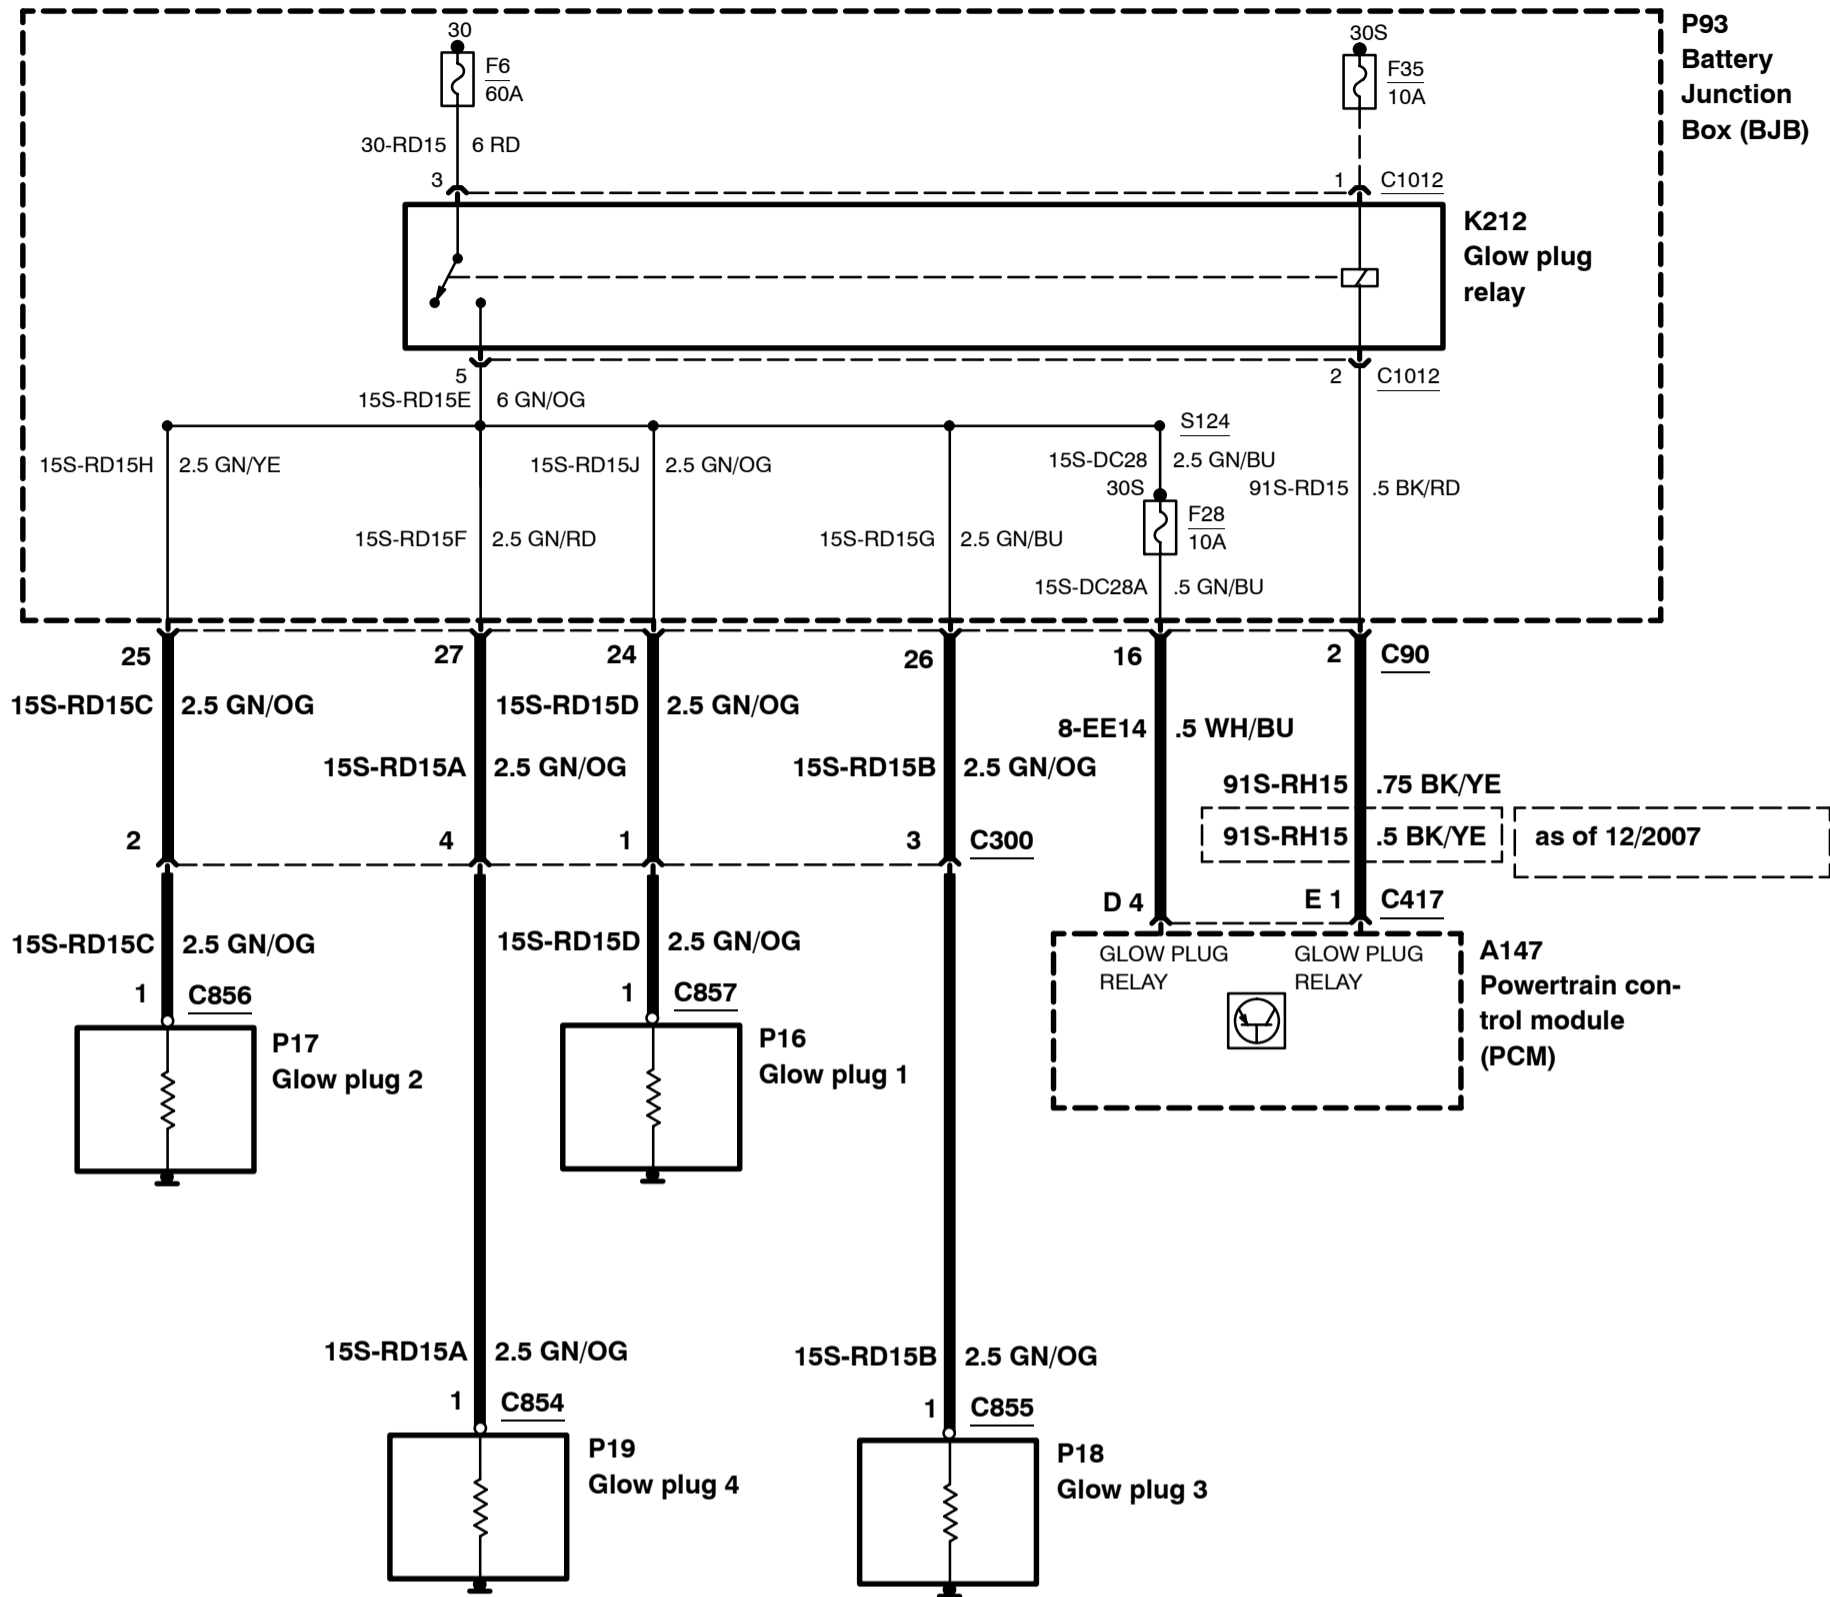 30
30S
P93
Battery
Junction
Box (BJB)
F6
60A
F35
10A
30-RD15 6 RD
3
1 C1012
K212
Glow plug
relay
5
2 C1012
15S-RD15E 6 GN/OG
S124
15S-RD15H 2.5 GN/YE
15S-RD15J 2.5 GN/OG
15S-DC28 2.5 GN/BU
30S
91S-RD15 .5 BK/RD
F28
10A
15S-RD15F 2.5 GN/RD
15S-RD15G 2.5 GN/BU
15S-DC28A .5 GN/BU
25 27 24 26 16 2 C90
15S-RD15C 2.5 GN/OG
15S-RD15D 2.5 GN/OG
8-EE14 .5 WH/BU
15S-RD15A 2.5 GN/OG
15S-RD15B 2.5 GN/OG
91S-RH15 .75 BK/YE
91S-RH15 .5 BK/YE
as of 12/2007
2 4 1 3 C300
D 4
E 1 C417
15S-RD15C 2.5 GN/OG
15S-RD15D 2.5 GN/OG
GLOW PLUG
RELAY
GLOW PLUG
RELAY
A147
Powertrain con-
trol module
(PCM)
1 C856
1 C857
P17
Glow plug 2
P16
Glow plug 1
15S-RD15A 2.5 GN/OG
15S-RD15B 2.5 GN/OG
1 C854
1 C855
P19
Glow plug 4
P18
Glow plug 3